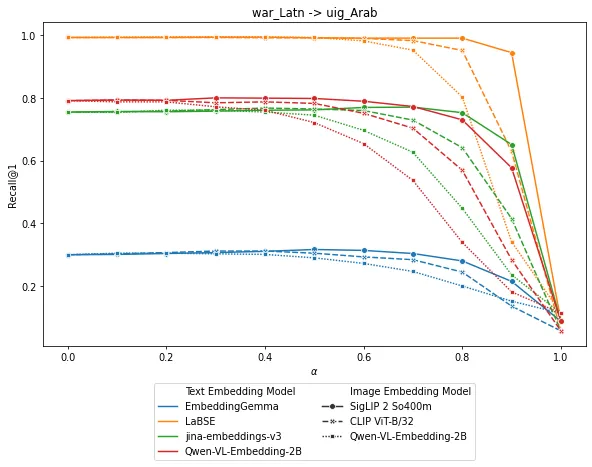 war_Latn -> uig_Arab
Recall@1
1.0
0.8
0.6
0.4
0.2
0.0 0.2 0.4 0.6 0.8 1.0
α
Text Embedding Model
EmbeddingGemma
LaBSE
jina-embeddings-v3
Qwen-VL-Embedding-2B
Image Embedding Model
SigLIP 2 So400m
CLIP ViT-B/32
Qwen-VL-Embedding-2B